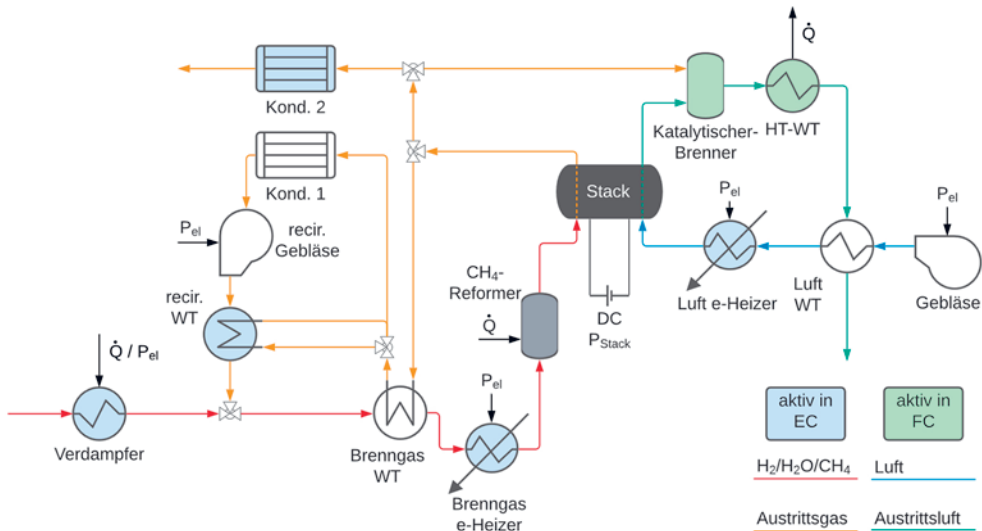 Kond. 2
Q̇
Katalytischer-
Brenner
HT-WT
Kond. 1
Stack
P_el
recir.
Gebläse
P_el
P_el
CH₄-
Reformer
Luft e-Heizer
Luft
WT
Gebläse
recir.
WT
Q̇
DC
P_Stack
Q̇ / P_el
P_el
Verdampfer
Brenngas
WT
Brenngas
e-Heizer
aktiv in
EC
aktiv in
FC
H₂/H₂O/CH₄
Luft
Austrittsgas
Austrittsluft